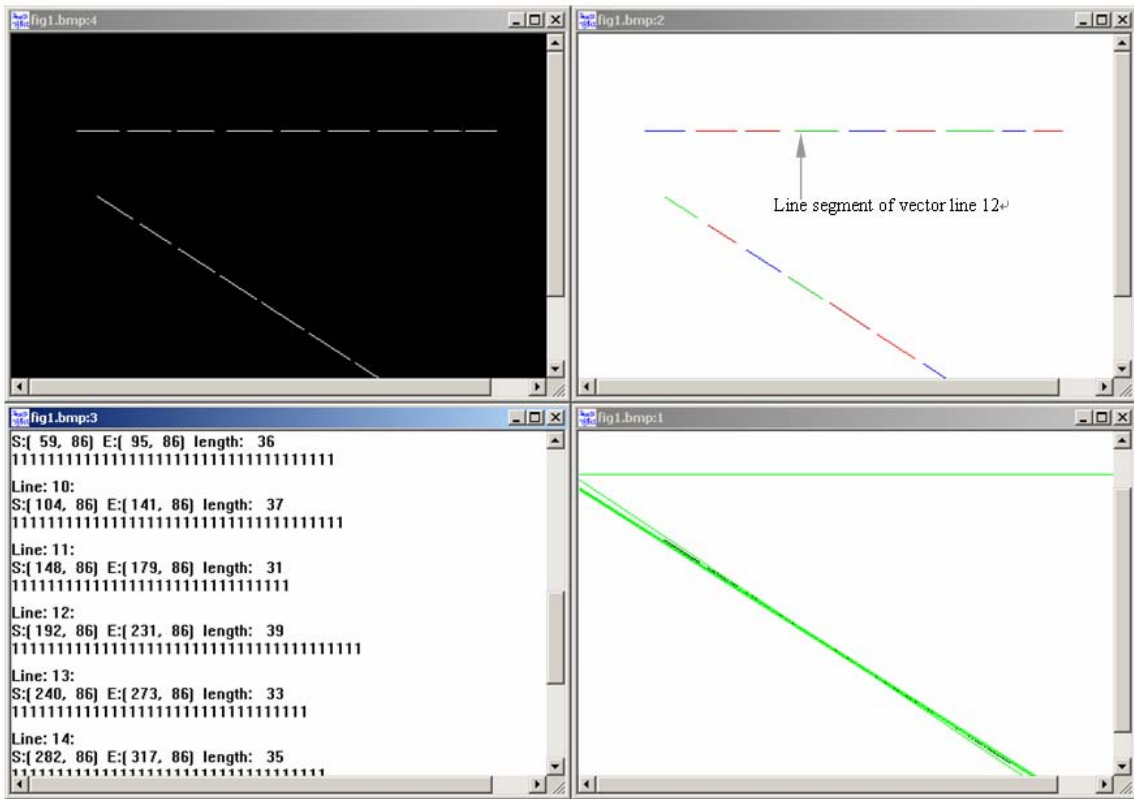 fig1.bmp:4
fig1.bmp:2
Line segment of vector line 12↵
fig1.bmp:3
S:( 59, 86) E:( 95, 86) length: 36
111111111111111111111111111111111111
Line: 10:
S:(104, 86) E:(141, 86) length: 37
1111111111111111111111111111111111111
Line: 11:
S:(148, 86) E:(179, 86) length: 31
1111111111111111111111111111111
Line: 12:
S:(192, 86) E:(231, 86) length: 39
111111111111111111111111111111111111111
Line: 13:
S:(240, 86) E:(273, 86) length: 33
111111111111111111111111111111111
Line: 14:
S:(282, 86) E:(317, 86) length: 35
11111111111111111111111111111111111
fig1.bmp:1